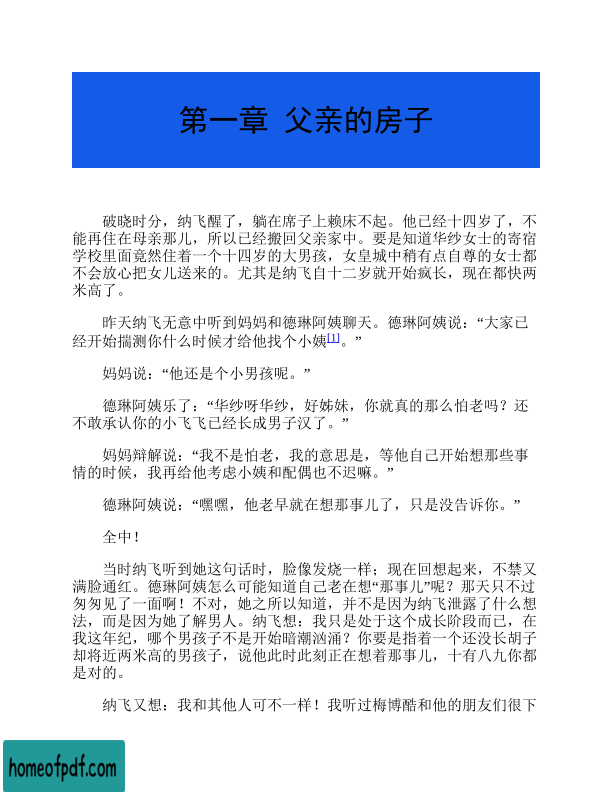 第一章 父亲的房子
破晓时分，纳飞醒了，躺在席子上赖床不起。他已经十四岁了，不
能再住在母亲那儿，所以已经搬回父亲家中。要是知道华纱女士的寄宿
学校里面竟然住着一个十四岁的大男孩，女皇城中稍有点自尊的女士都
不会放心把女儿送来的。尤其是纳飞自十二岁就开始疯长，现在都快两
米高了。
昨天纳飞无意中听到妈妈和德琳阿姨聊天。德琳阿姨说：“大家已
经开始揣测你什么时候才给他找个小姨[1]。”
妈妈说：“他还是个小男孩呢。”
德琳阿姨乐了：“华纱呀华纱，好姊妹，你就真的那么怕老吗？还
不敢承认你的小飞飞已经长成男子汉了。”
妈妈辩解说：“我不是怕老，我的意思是，等他自己开始想那些事
情的时候，我再给他考虑小姨和配偶也不迟嘛。”
德琳阿姨说：“嘿嘿，他老早就在想那事儿了，只是没告诉你。”
全中！
当时纳飞听到她这句话时，脸像发烧一样；现在回想起来，不禁又
满脸通红。德琳阿姨怎么可能知道自己老在想“那事儿”呢？那天只不过
匆匆见了一面啊！不对，她之所以知道，并不是因为纳飞泄露了什么想
法，而是因为她了解男人。纳飞想：我只是处于这个成长阶段而已，在
我这年纪，哪个男孩子不是开始暗潮汹涌？你要是指着一个还没长胡子
却将近两米高的男孩子，说他此时此刻正在想着那事儿，十有八九你都
是对的。
纳飞又想：我和其他人可不一样！我听过梅博酷和他的朋友们很下
homeofpdf.com